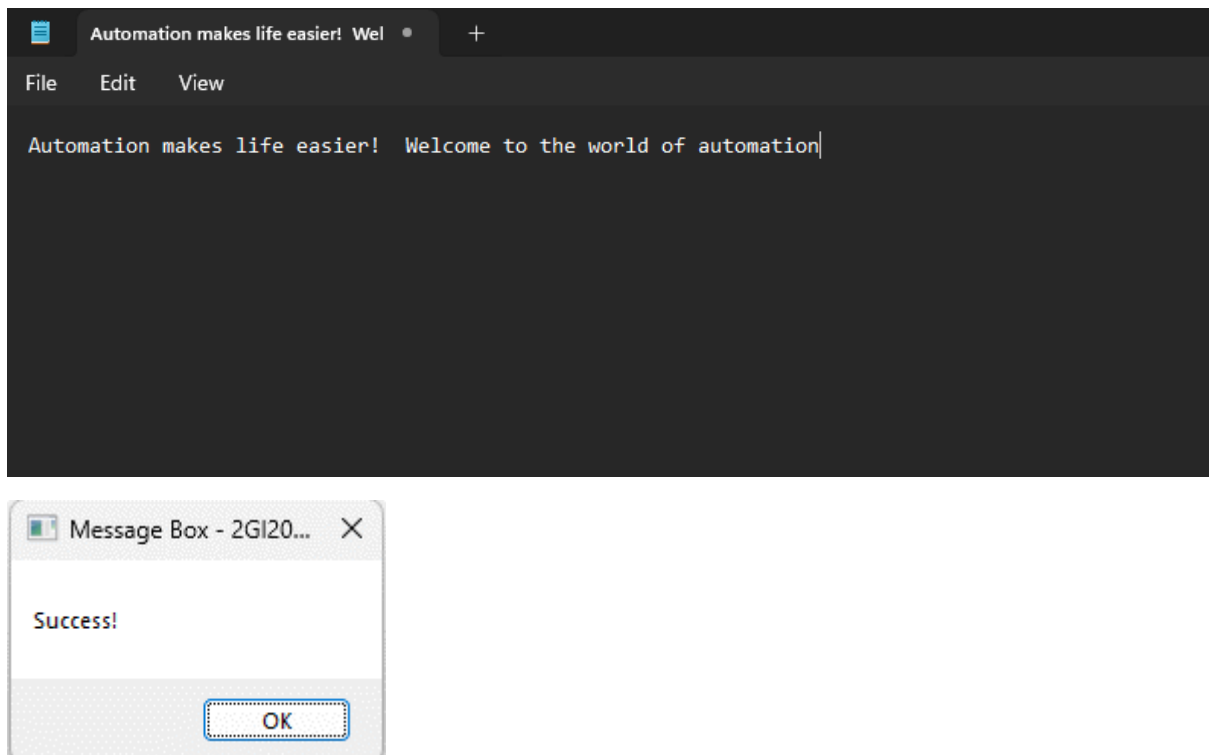 Automation makes life easier!  Wel
File Edit View
Automation makes life easier!  Welcome to the world of automation
Message Box - 2GI20...
Success!
OK